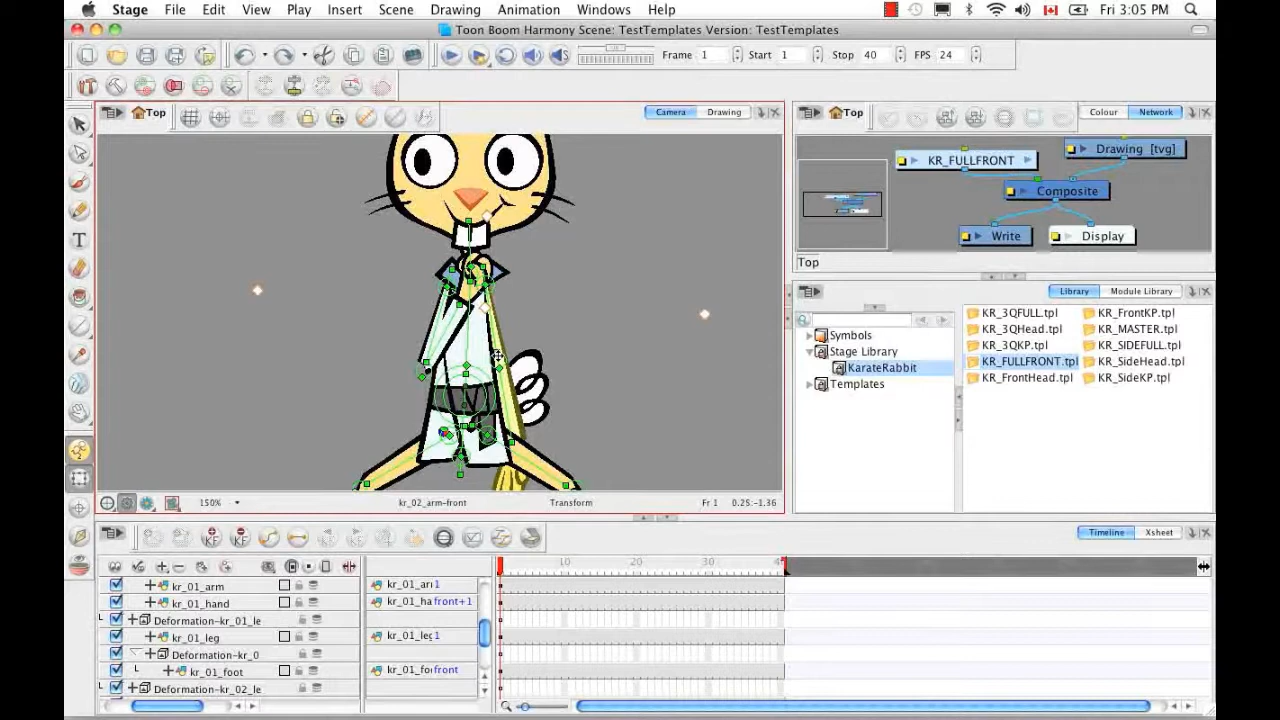 Stage File Edit View Play Insert Scene Drawing Animation Windows Help Fri 3:05 PM
Toon Boom Harmony Scene: TestTemplates Version: TestTemplates
Frame 1 Start 1 Stop 40 FPS 24
Top Camera Drawing
Top Colour Network
KR_FULLFRONT Drawing [tvg]
Composite
Write Display
Top
Library Module Library
Symbols
Stage Library
KarateRabbit
Templates
KR_3QFULL.tpl KR_FrontKP.tpl
KR_3QHead.tpl KR_MASTER.tpl
KR_3QKP.tpl KR_SIDEFULL.tpl
KR_FULLFRONT.tpl KR_SideHead.tpl
KR_FrontHead.tpl KR_SideKP.tpl
150% kr_02_arm-front Transform Fr 1 0.25:-1.36
Timeline Xsheet
10 20 30
kr_01_arm kr_01_ari 1
kr_01_hand kr_01_ha front+1
Deformation-kr_01_le
kr_01_leg kr_01_leg 1
Deformation-kr_0
kr_01_foot kr_01_fo front
Deformation-kr_02_le